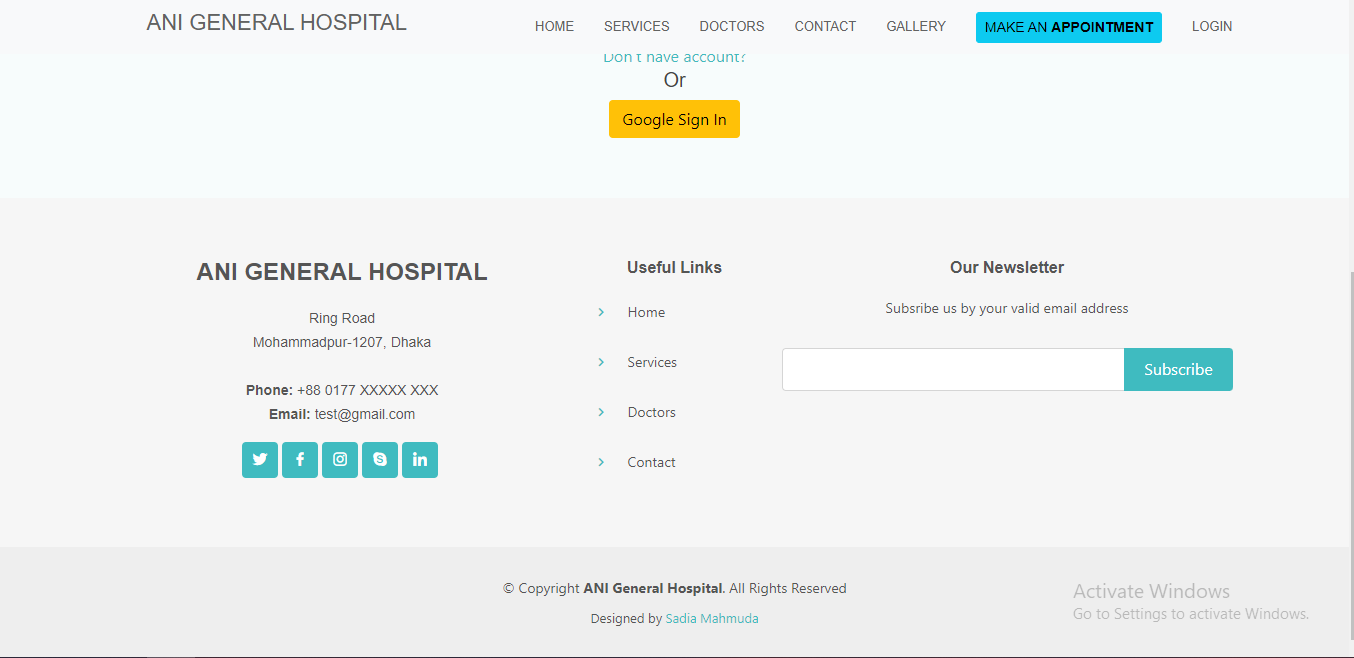 ANI GENERAL HOSPITAL
HOME SERVICES DOCTORS CONTACT GALLERY MAKE AN APPOINTMENT LOGIN
Don't have account?
Or
Google Sign In
ANI GENERAL HOSPITAL
Ring Road
Mohammadpur-1207, Dhaka
Phone: +88 0177 XXXXX XXX
Email: test@gmail.com
Useful Links
Home
Services
Doctors
Contact
Our Newsletter
Subsribe us by your valid email address
Subscribe
© Copyright ANI General Hospital. All Rights Reserved
Designed by Sadia Mahmuda
Activate Windows
Go to Settings to activate Windows.